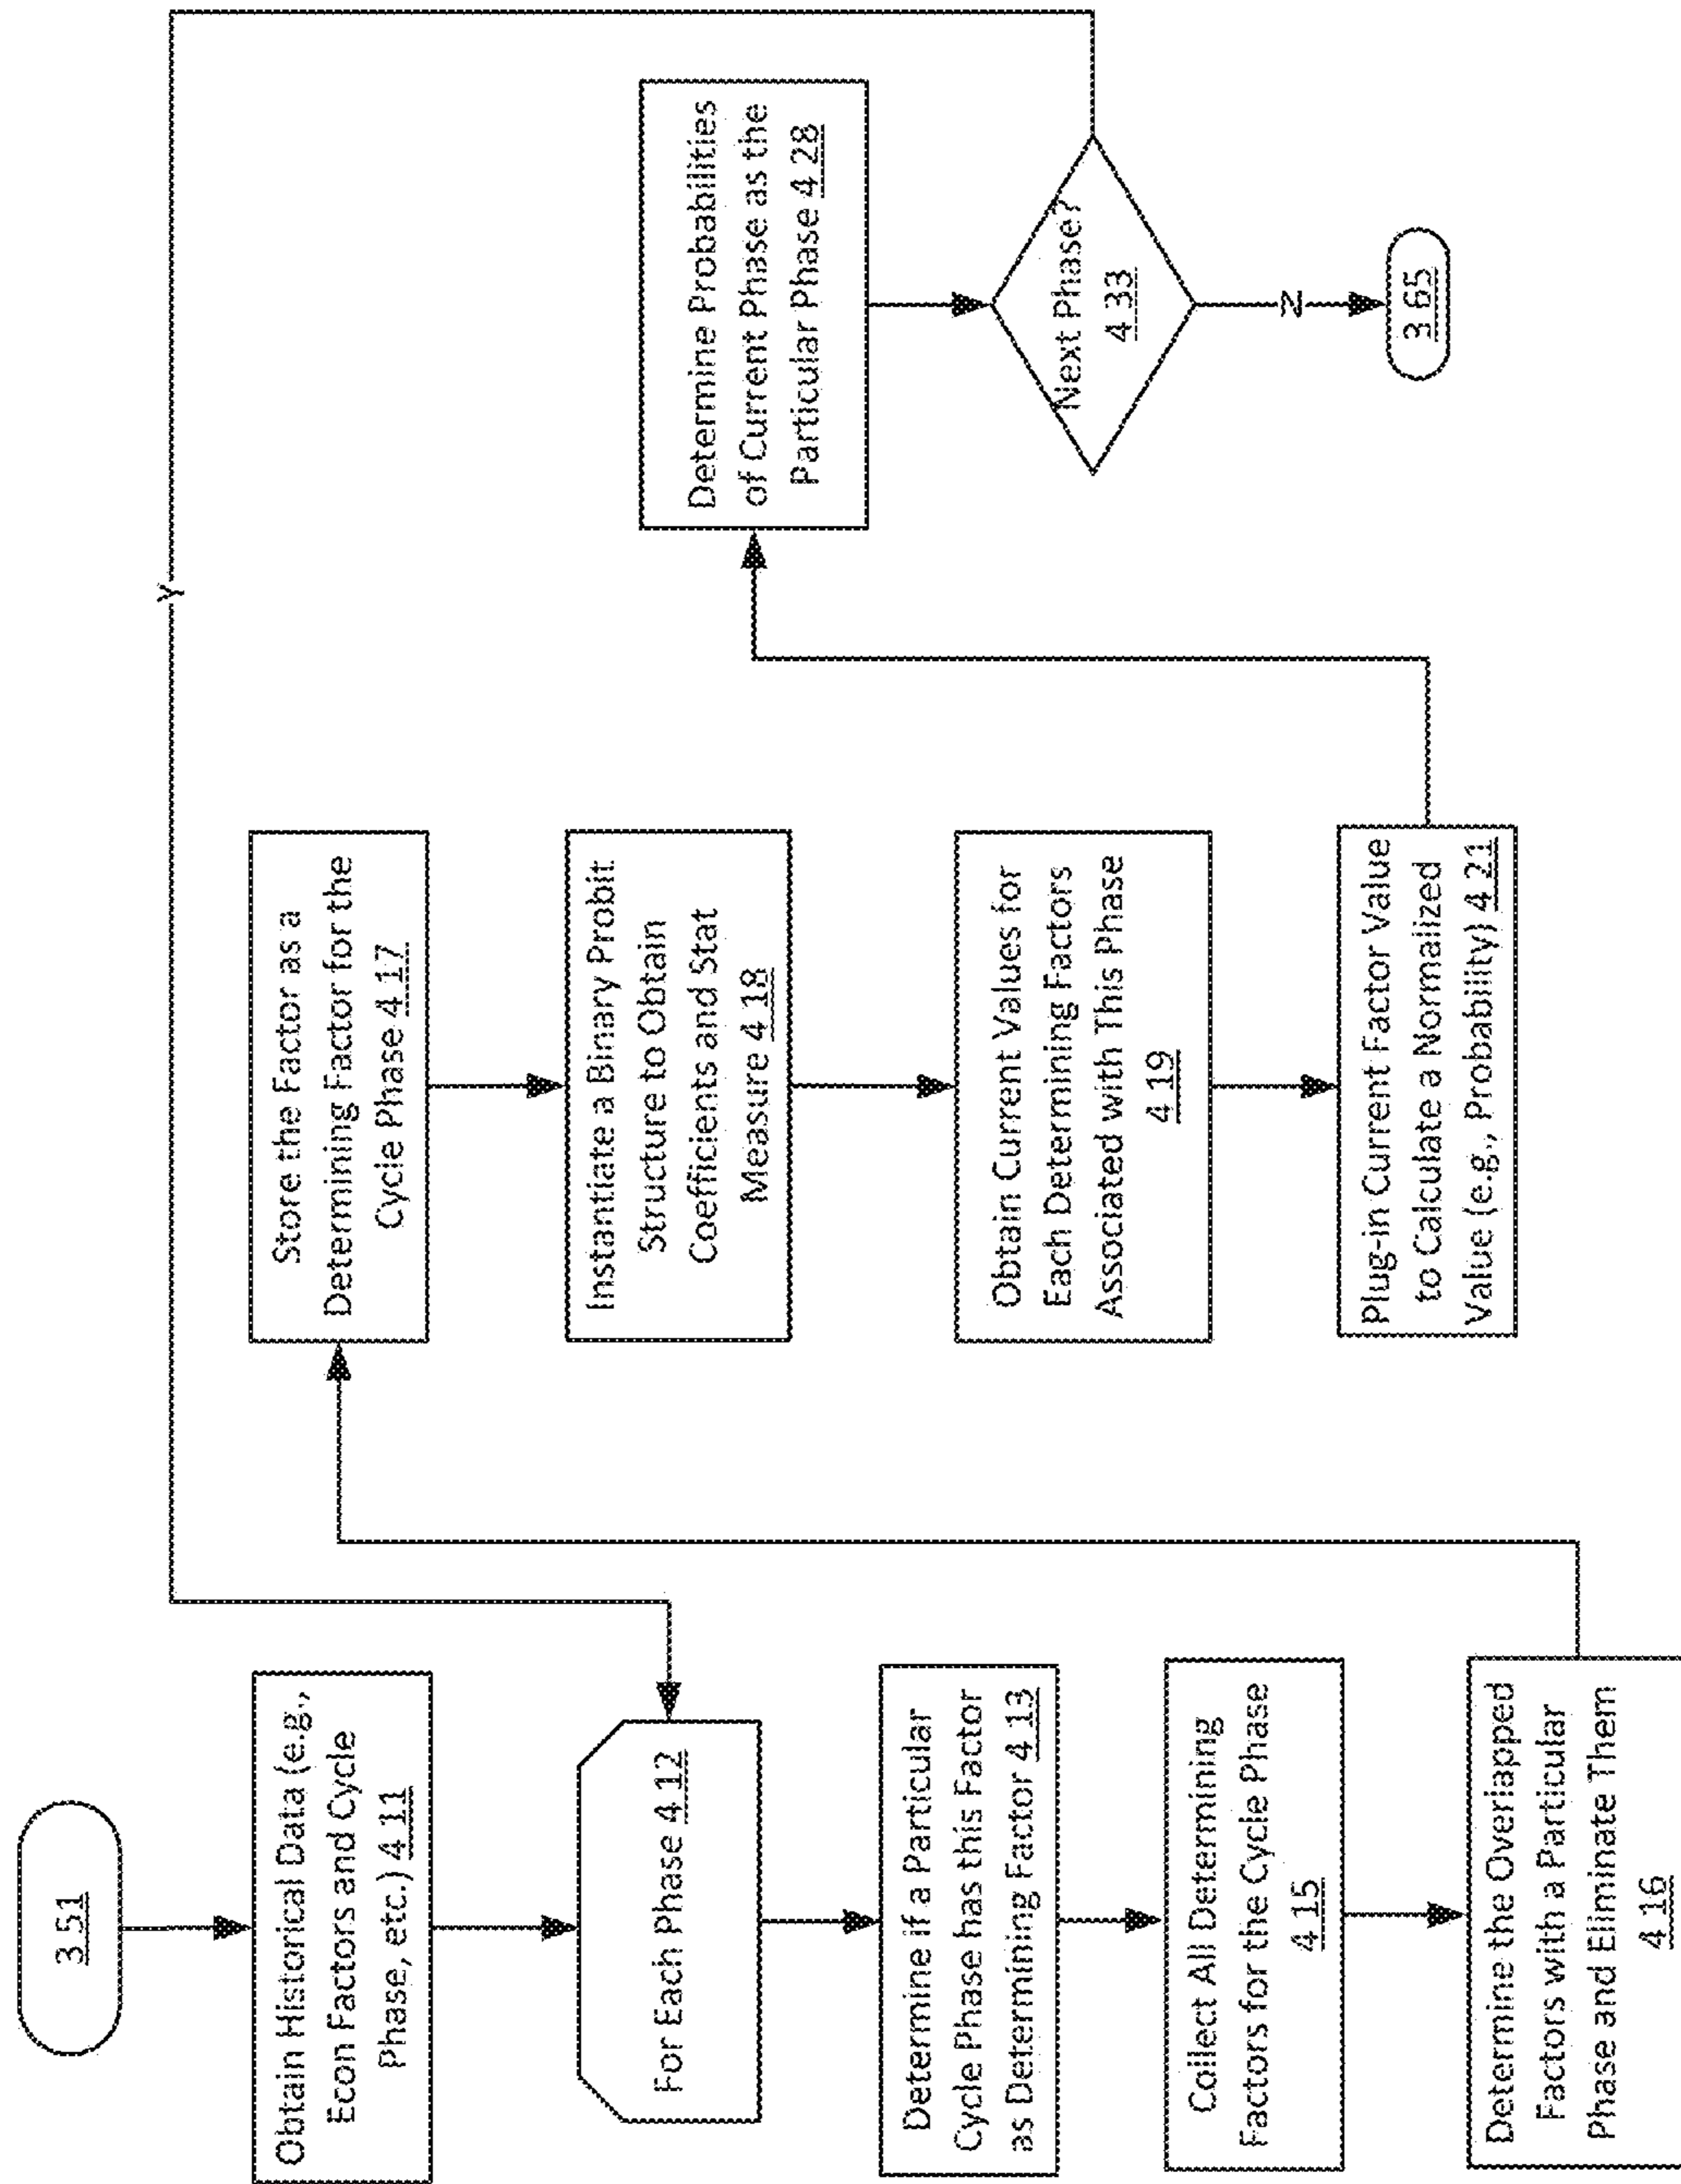 3 51
Obtain Historical Data (e.g.,
Econ Factors and Cycle
Phase, etc.) 4 11
For Each Phase 4 12
Determine if a Particular
Cycle Phase has this Factor
as Determining Factor 4 13
Collect All Determining
Factors for the Cycle Phase
4 15
Determine the Overlapped
Factors with a Particular
Phase and Eliminate Them
4 16
Store the Factor as a
Determining Factor for the
Cycle Phase 4 17
Instantiate a Binary Probit
Structure to Obtain
Coefficients and Stat
Measure 4 18
Obtain Current Values for
Each Determining Factors
Associated with This Phase
4 19
Plug-in Current Factor Value
to Calculate a Normalized
Value (e.g., Probability) 4 21
Determine Probabilities
of Current Phase as the
Particular Phase 4 28
Next Phase?
4 33
Y
N
3 65